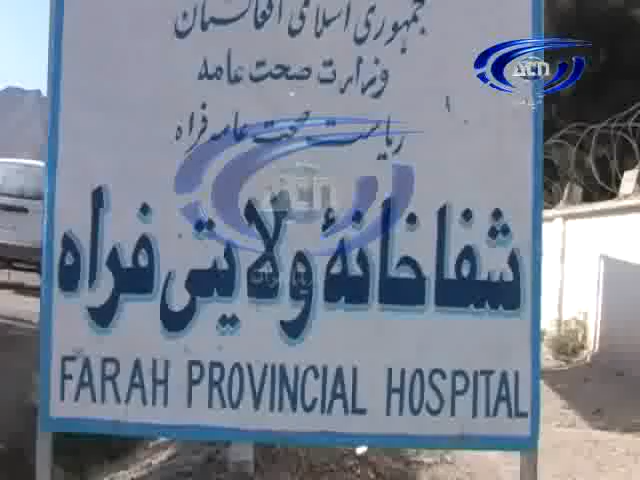 جمهوری اسلامی افغانستان
وزارت صحت عامه
ریاست صحت عامه فراه
شفاخانهٔ ولایتی فراه
FARAH PROVINCIAL HOSPITAL